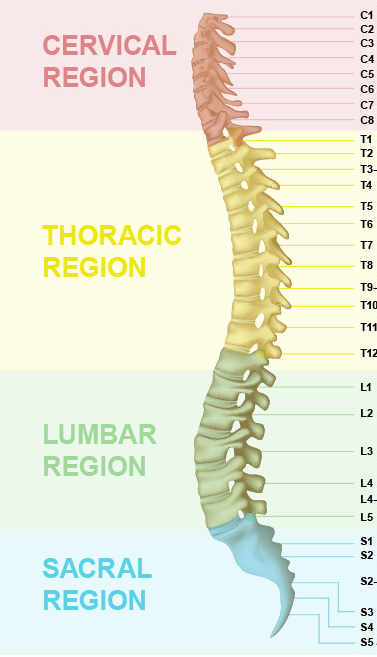 CERVICAL
REGION
C1
C2
C3
C4
C5
C6
C7
C8
THORACIC
REGION
T1
T2
T3-
T4
T5
T6
T7
T8
T9-
T10
T11
T12
LUMBAR
REGION
L1
L2
L3
L4
L4-
L5
SACRAL
REGION
S1
S2
S2-
S3
S4
S5